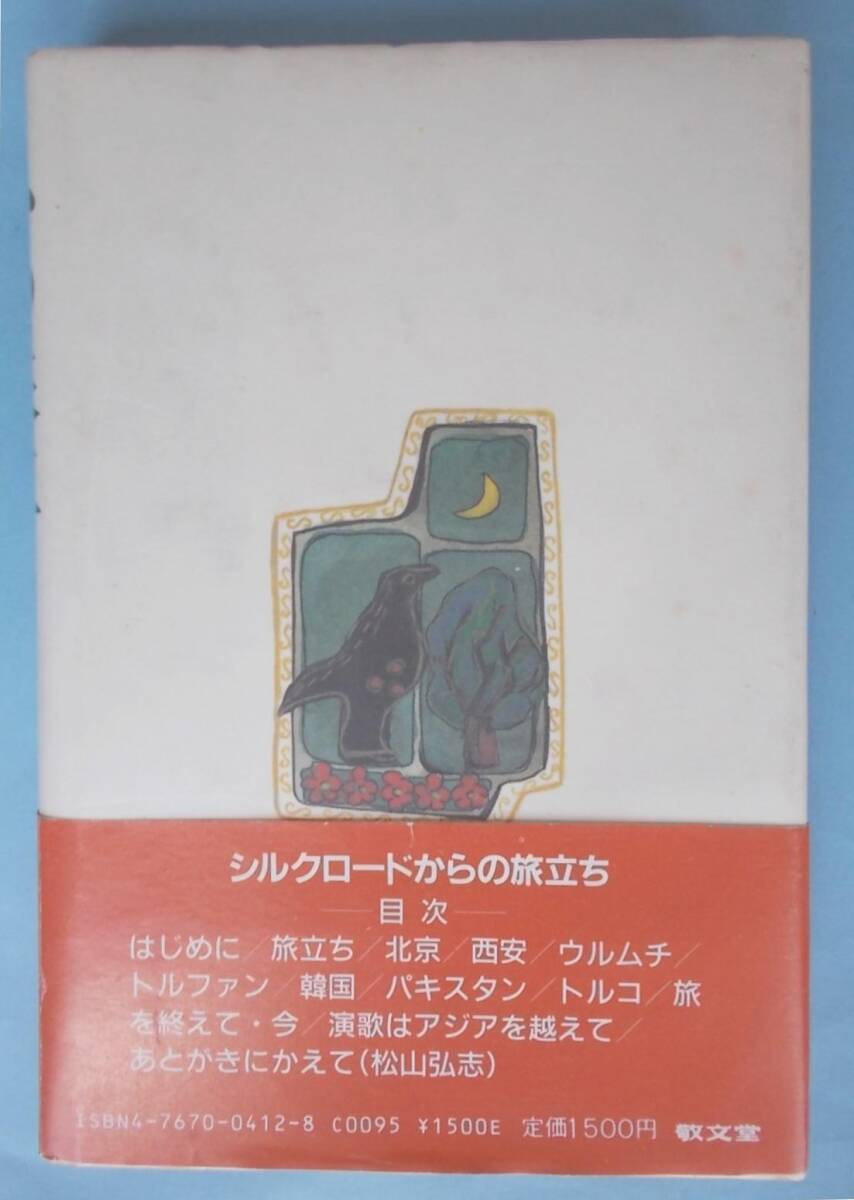 シルクロードからの旅立ち
目次
はじめに/旅立ち/北京/西安/ウルムチ/
トルファン/韓国/パキスタン/トルコ/旅
を終えて・今/演歌はアジアを越えて/
あとがきにかえて(松山弘志)
ISBN4-7670-0412-8 C0095 ¥1500E 定価1500円 敬文堂